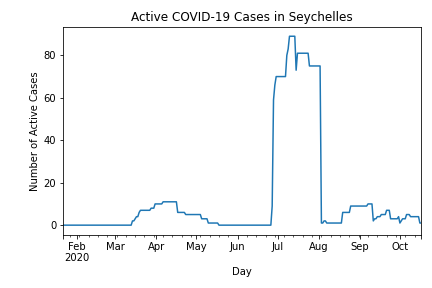 Active COVID-19 Cases in Seychelles
Number of Active Cases
80
60
40
20
0
Feb Mar Apr May Jun Jul Aug Sep Oct
2020
Day